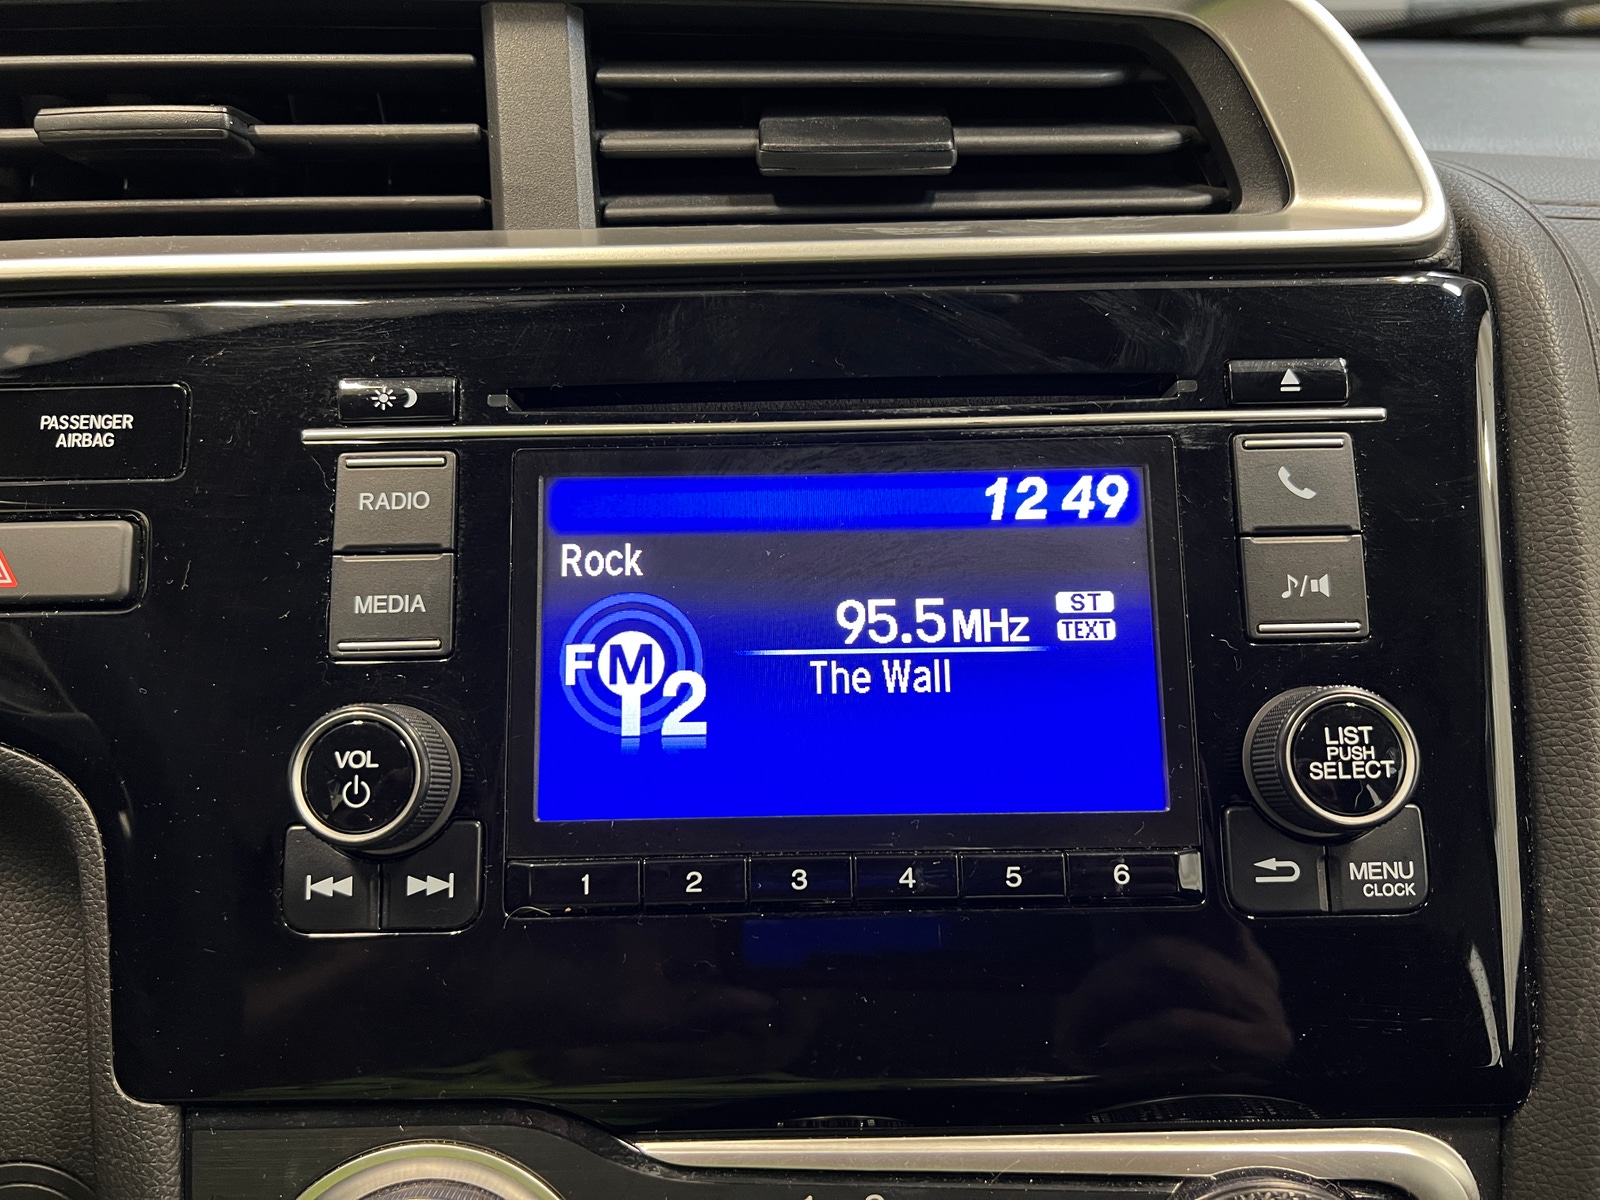 PASSENGER
AIRBAG
RADIO
MEDIA
12 49
Rock
95.5MHz
ST
TEXT
FM
2
The Wall
VOL
LIST
PUSH
SELECT
1 2 3 4 5 6
MENU
CLOCK